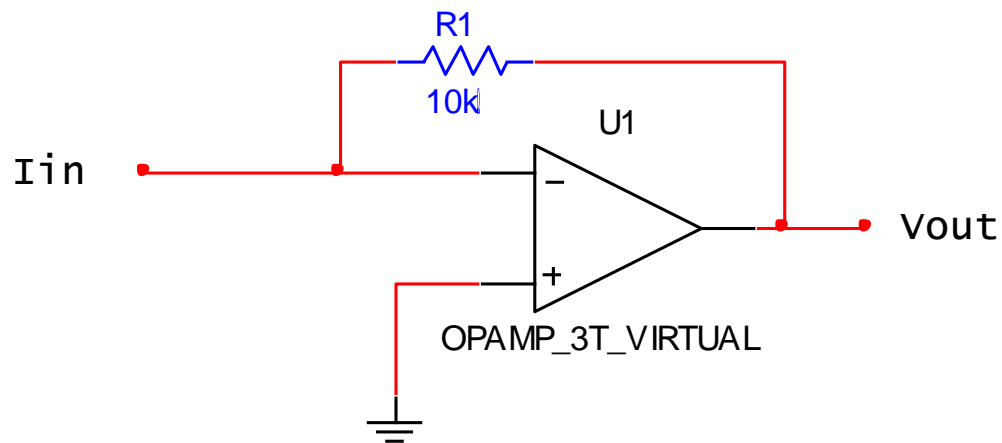 R1
10k
U1
Iin
Vout
OPAMP_3T_VIRTUAL